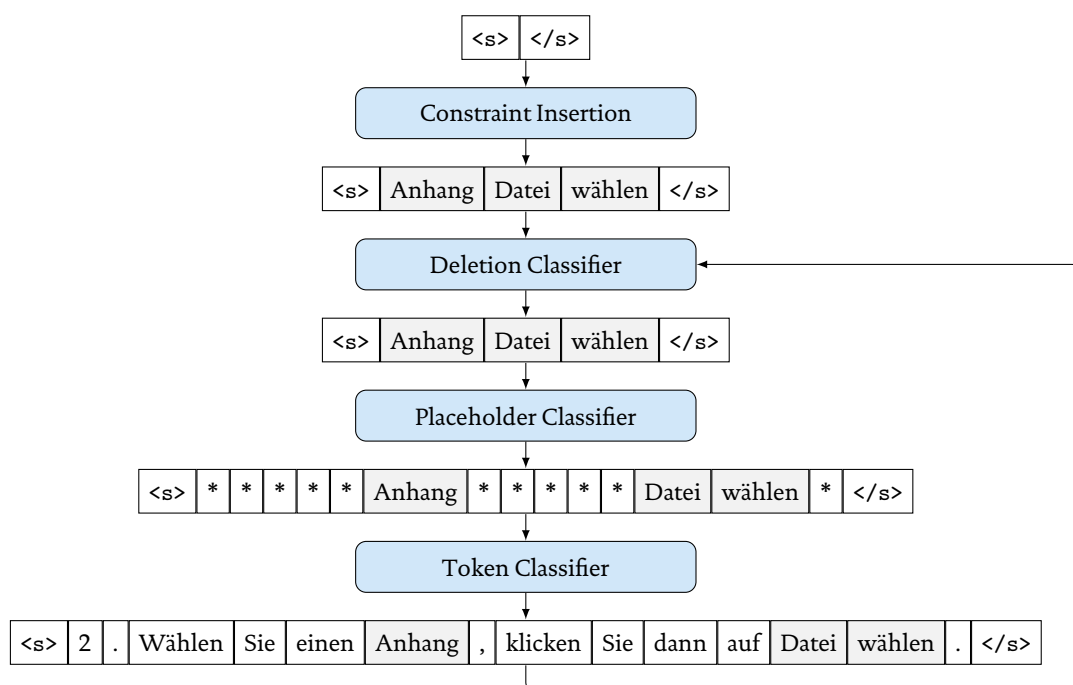 <s> </s>
Constraint Insertion
<s> Anhang Datei wählen </s>
Deletion Classifier
<s> Anhang Datei wählen </s>
Placeholder Classifier
<s> * * * * * Anhang * * * * * Datei wählen * </s>
Token Classifier
<s> 2 . Wählen Sie einen Anhang , klicken Sie dann auf Datei wählen . </s>